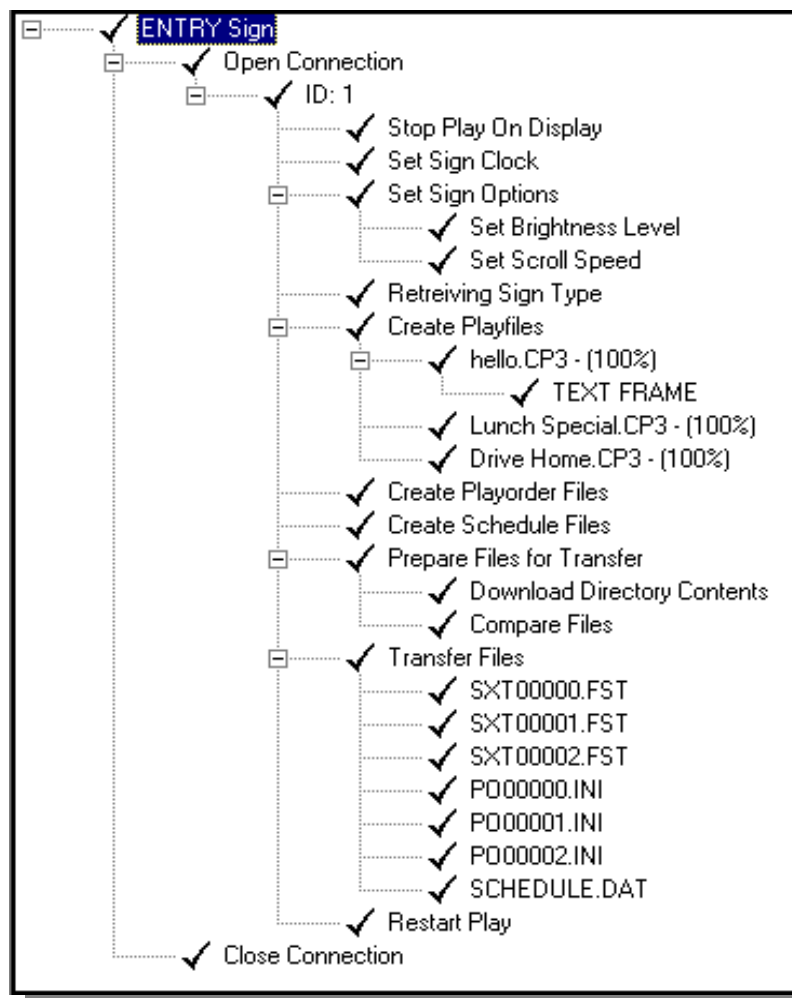 ENTRY Sign
Open Connection
ID: 1
Stop Play On Display
Set Sign Clock
Set Sign Options
Set Brightness Level
Set Scroll Speed
Retreiving Sign Type
Create Playfiles
hello.CP3 - (100%)
TEXT FRAME
Lunch Special.CP3 - (100%)
Drive Home.CP3 - (100%)
Create Playorder Files
Create Schedule Files
Prepare Files for Transfer
Download Directory Contents
Compare Files
Transfer Files
SXT00000.FST
SXT00001.FST
SXT00002.FST
PO00000.INI
PO00001.INI
PO00002.INI
SCHEDULE.DAT
Restart Play
Close Connection